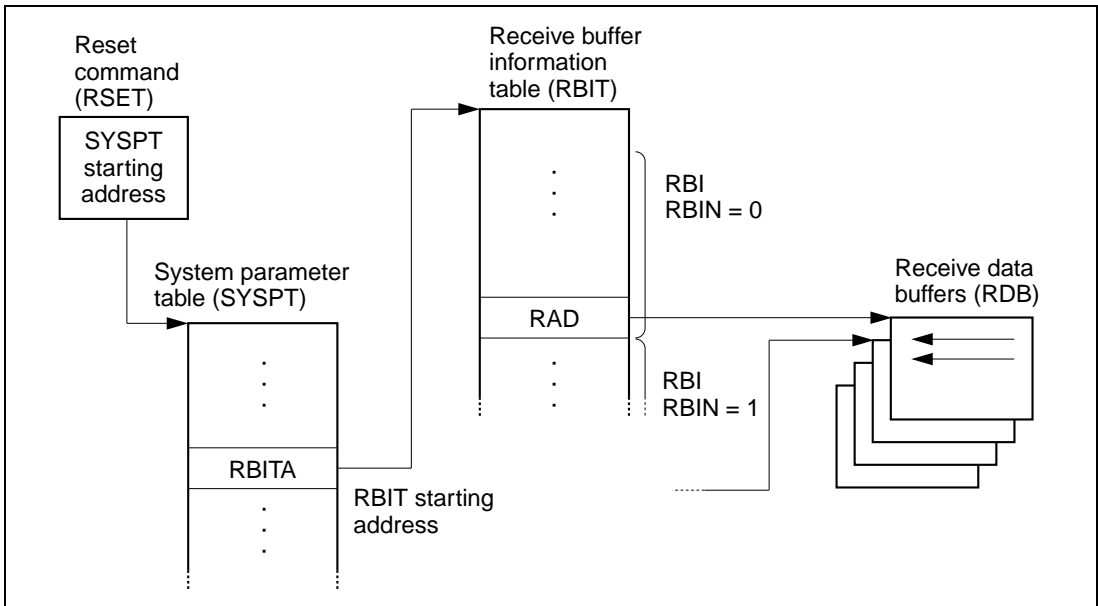 Reset
command
(RSET)
SYSPT
starting
address
System parameter
table (SYSPT)
RBITA
RBIT starting
address
Receive buffer
information
table (RBIT)
RAD
RBI
RBIN = 0
RBI
RBIN = 1
Receive data
buffers (RDB)